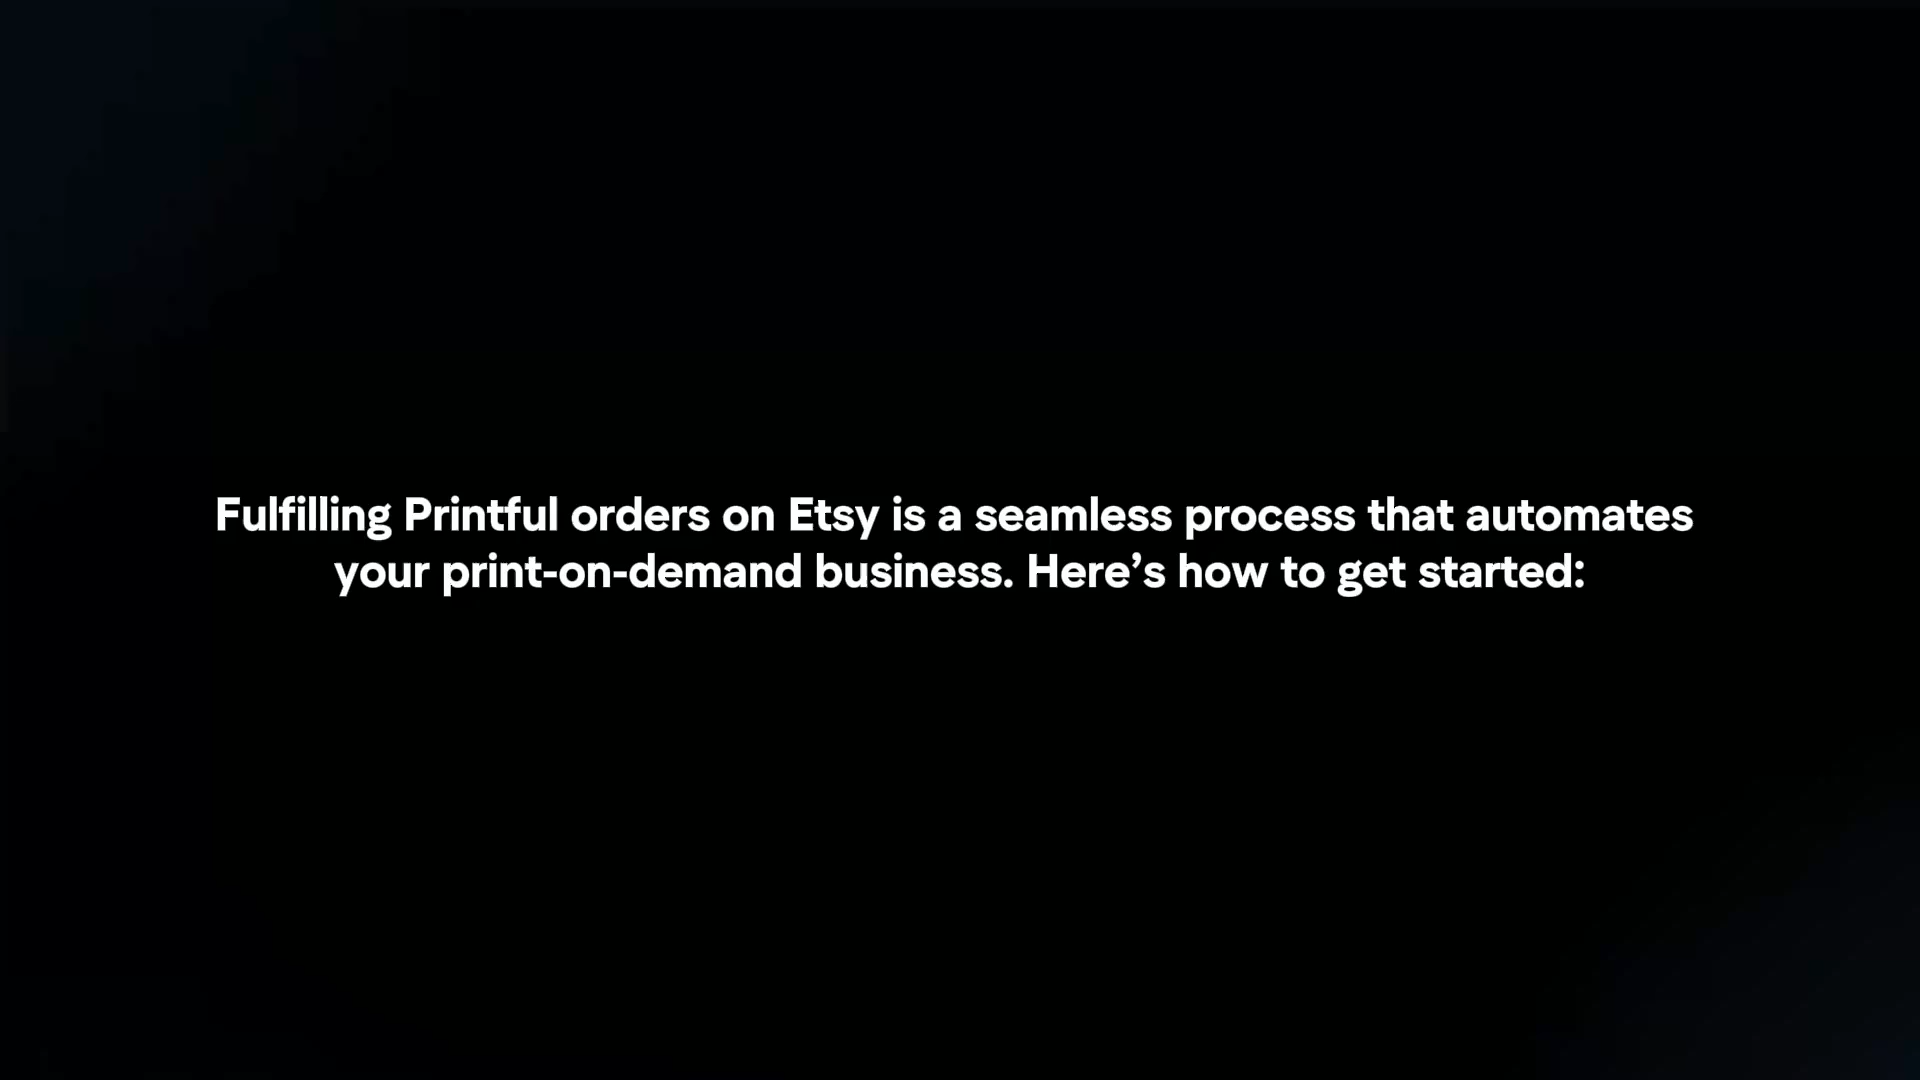 Fulfilling Printful orders on Etsy is a seamless process that automates
your print-on-demand business. Here’s how to get started: